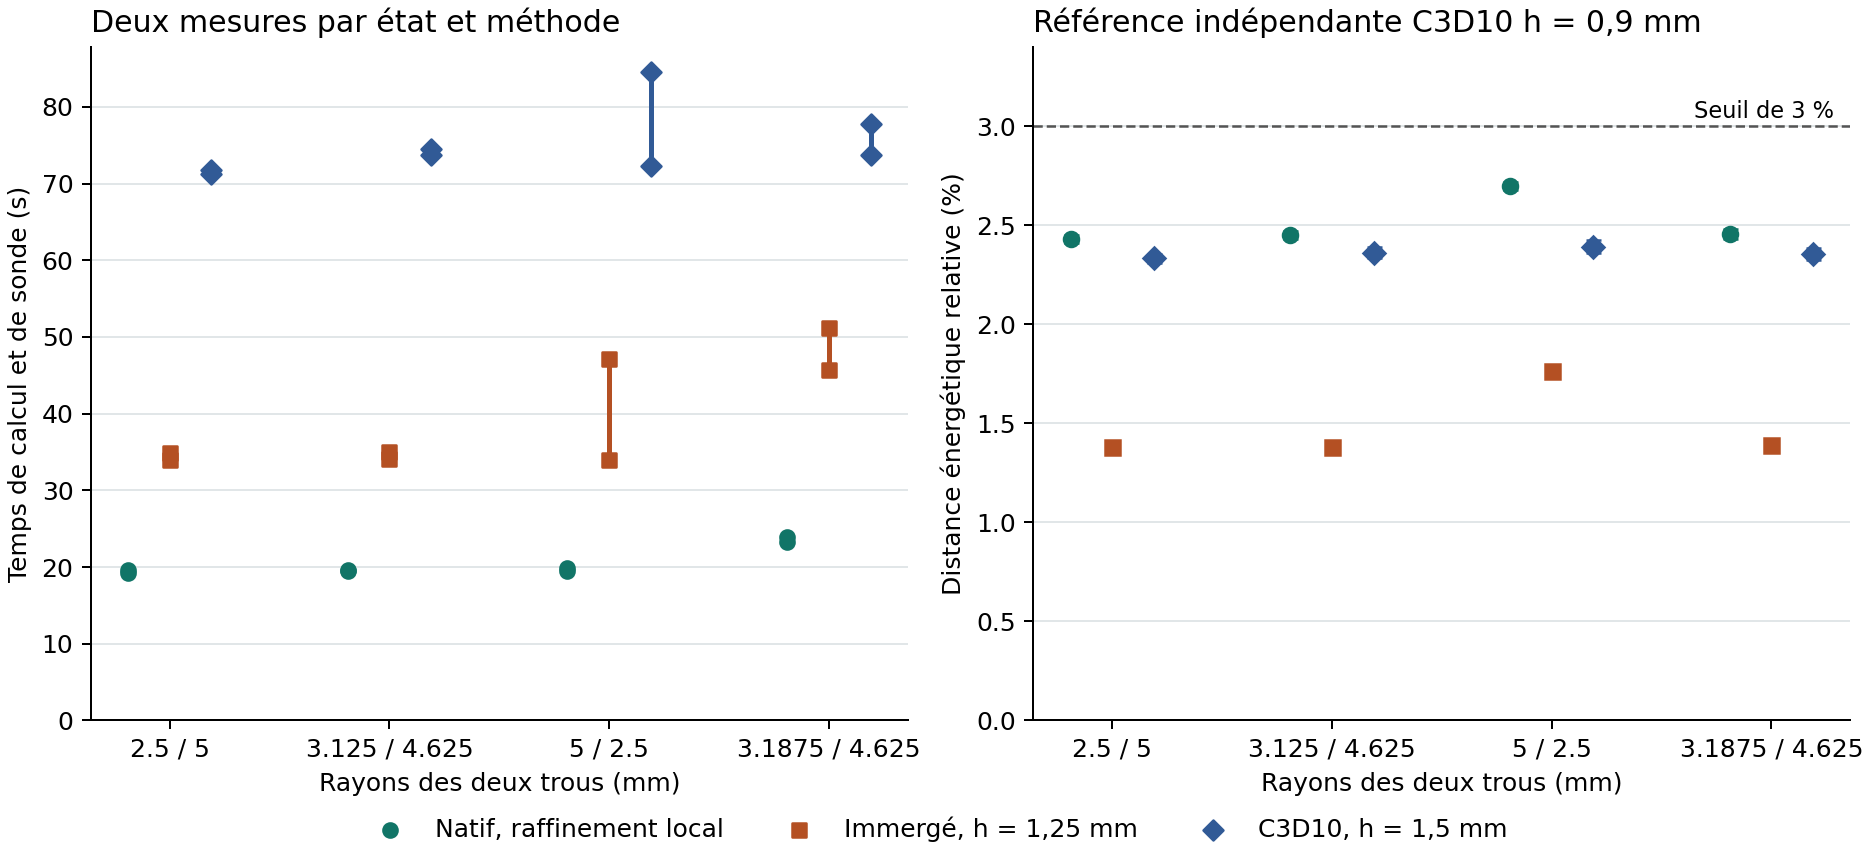 Deux mesures par état et méthode
Temps de calcul et de sonde (s)
80
70
60
50
40
30
20
10
0
2.5 / 5
3.125 / 4.625
5 / 2.5
3.1875 / 4.625
Rayons des deux trous (mm)
Référence indépendante C3D10 h = 0,9 mm
Distance énergétique relative (%)
Seuil de 3 %
3.0
2.5
2.0
1.5
1.0
0.5
0.0
2.5 / 5
3.125 / 4.625
5 / 2.5
3.1875 / 4.625
Rayons des deux trous (mm)
Natif, raffinement local
Immergé, h = 1,25 mm
C3D10, h = 1,5 mm